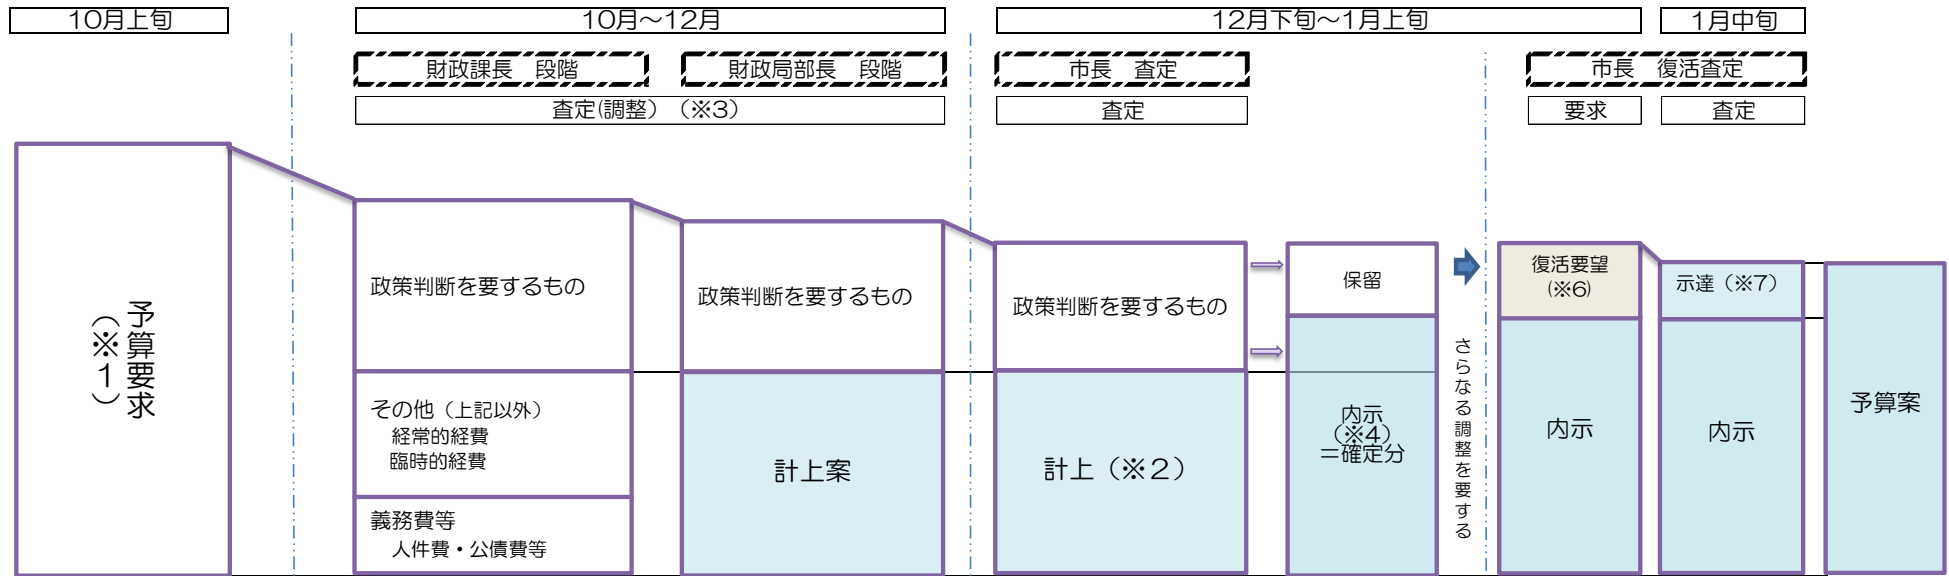 10月上旬
10月～12月
12月下旬～1月上旬
1月中旬
財政課長　段階
財政局部長　段階
市長　査定
市長　復活査定
査定(調整）（※3）
査定
要求
査定
予算要求
（※1）
政策判断を要するもの
その他（上記以外）
経常的経費
臨時的経費
義務費等
人件費・公債費等
政策判断を要するもの
計上案
政策判断を要するもの
計上（※2）
保留
内示
（※4）
＝確定分
さらなる調整を要する
復活要望
(※6)
内示
示達（※7）
内示
予算案